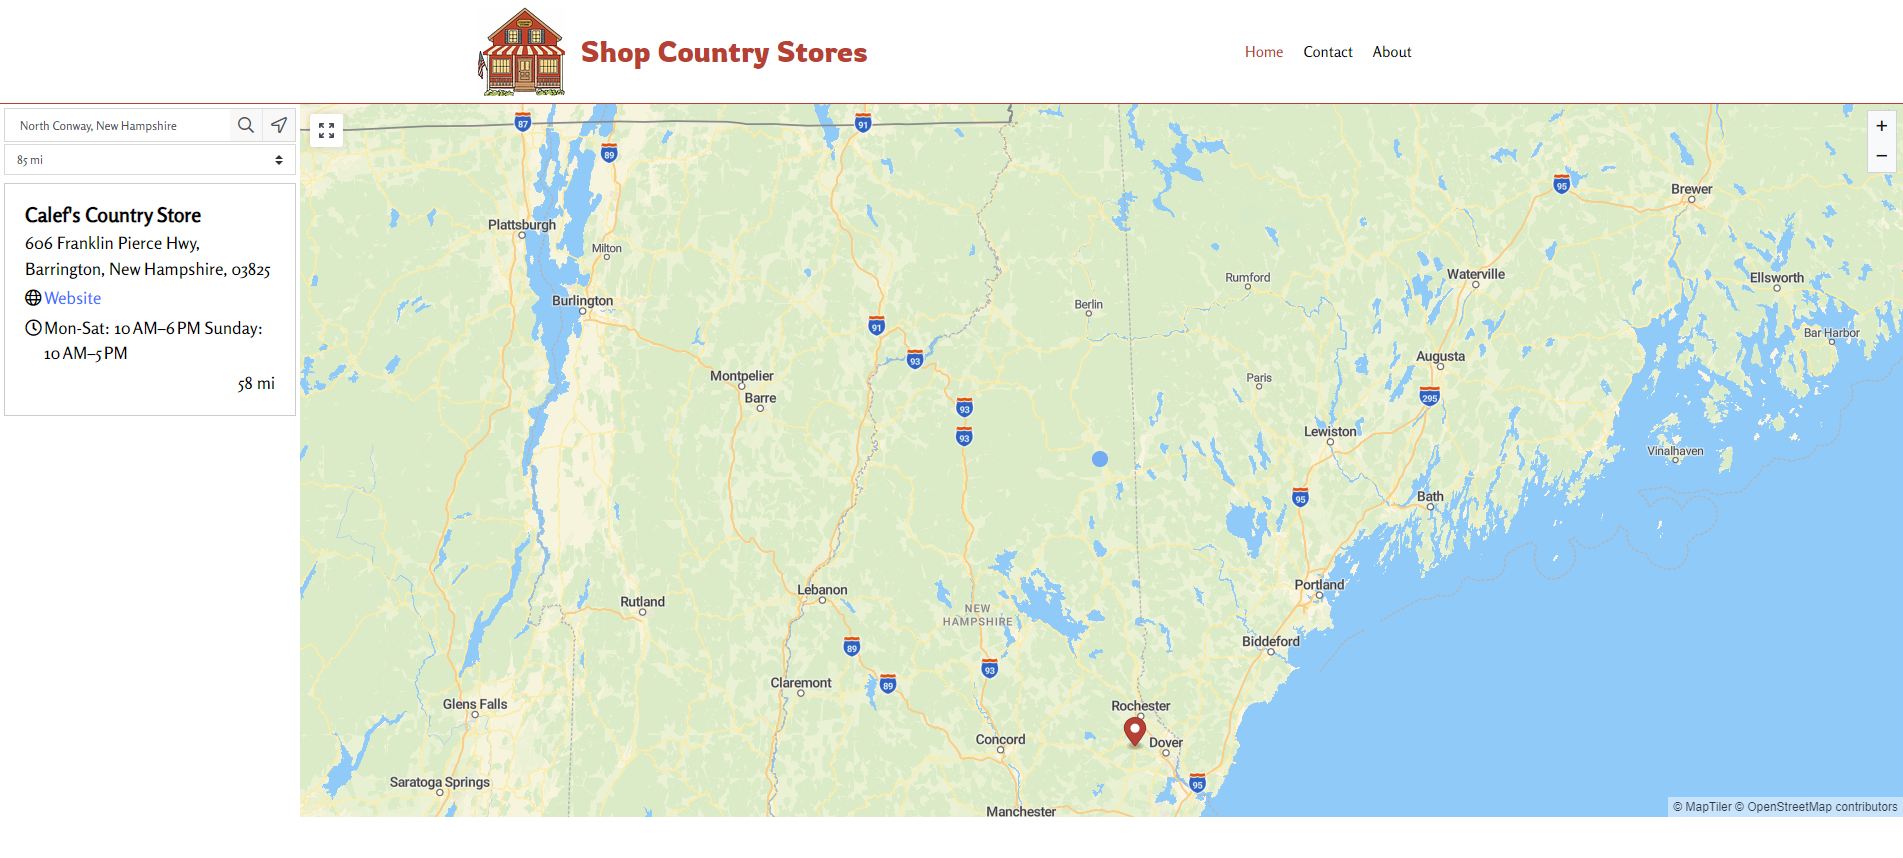 Shop Country Stores
Home Contact About
North Conway, New Hampshire
85 mi
Calef's Country Store
606 Franklin Pierce Hwy,
Barrington, New Hampshire, 03825
Website
Mon-Sat: 10 AM–6 PM Sunday:
10 AM–5 PM
58 mi
87
91
89
+
−
95
Brewer
Plattsburgh
Milton
Waterville
Rumford
Ellsworth
Burlington
Berlin
91
Bar Harbor
93
Augusta
Montpelier
Paris
Barre
295
93
Lewiston
93
Vinalhaven
95
Bath
Portland
Lebanon
Rutland
NEW
HAMPSHIRE
Biddeford
89
93
Claremont
89
Glens Falls
Rochester
Concord
Dover
Saratoga Springs
95
Manchester
© MapTiler © OpenStreetMap contributors